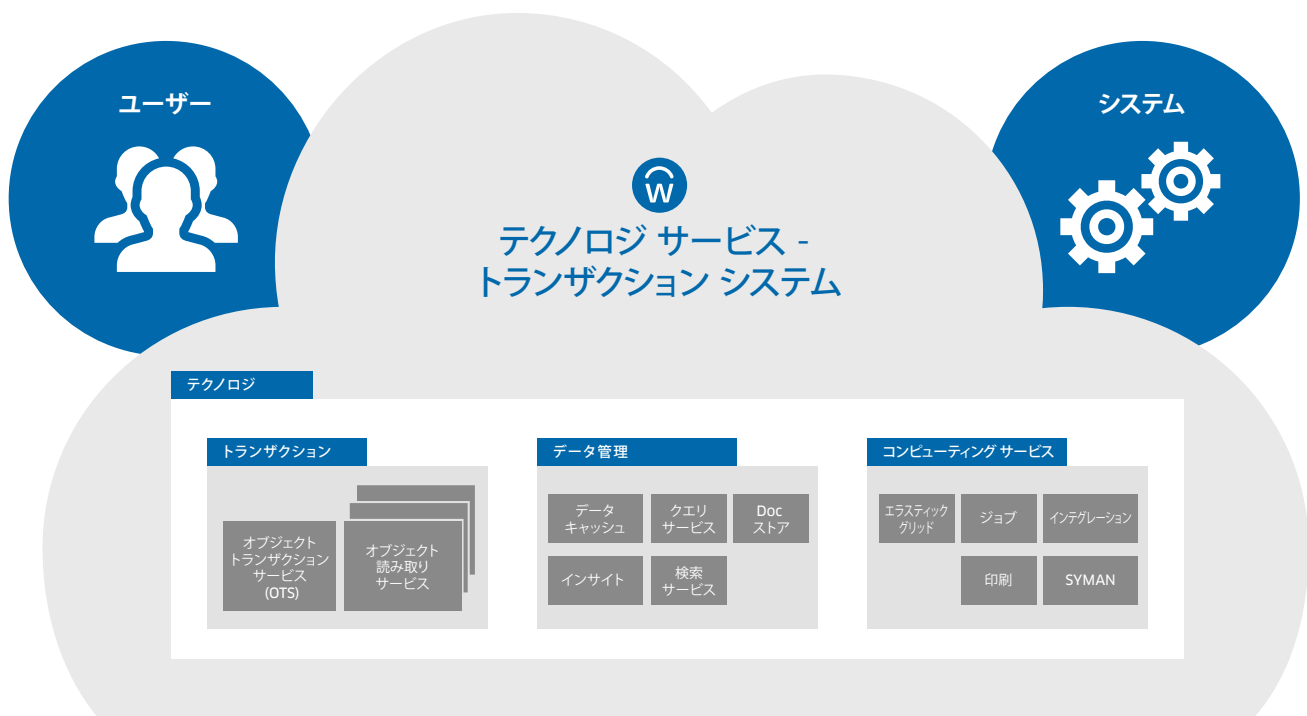 ユーザー
システム
W
テクノロジ サービス -
トランザクション システム
テクノロジ
トランザクション
オブジェクト
トランザクション
サービス
(OTS)
オブジェクト
読み取り
サービス
データ管理
データ
キャッシュ
クエリ
サービス
Doc
ストア
インサイト
検索
サービス
コンピューティング サービス
エラスティック
グリッド
ジョブ
インテグレーション
印刷
SYMAN